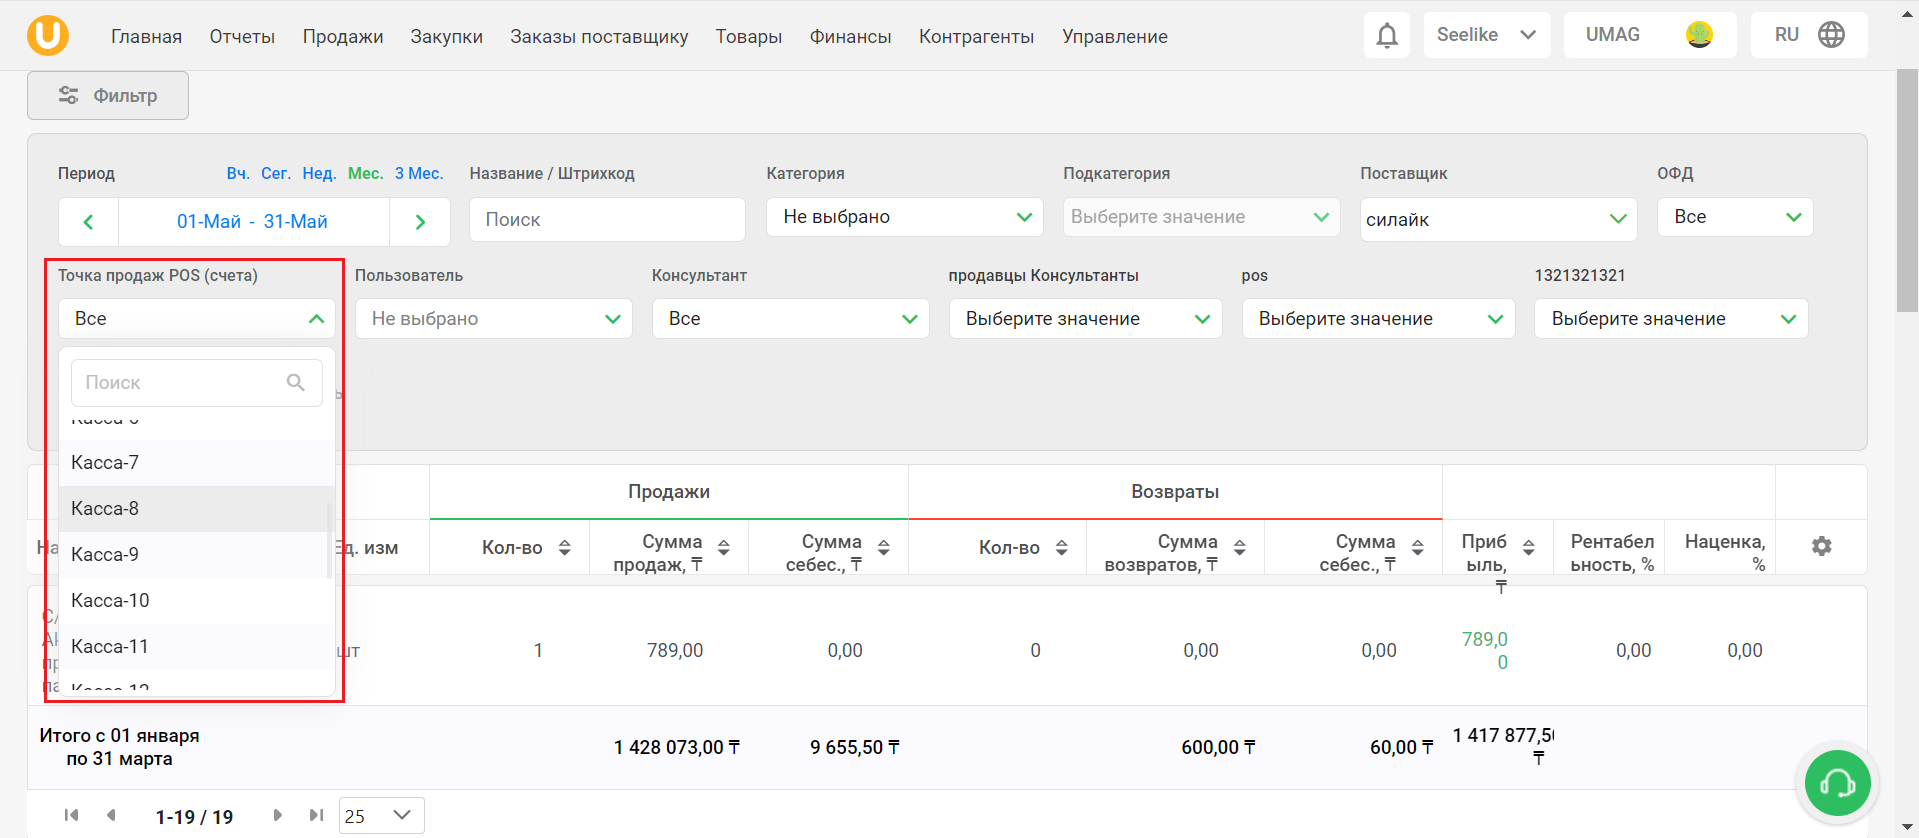 Главная Отчеты Продажи Закупки Заказы поставщику Товары Финансы Контрагенты Управление Seelike UMAG RU
Фильтр
Период Вч. Сег. Нед. Мес. 3 Мес. Название / Штрихкод Категория Подкатегория Поставщик ОФД
01-Май - 31-Май Поиск Не выбрано Выберите значение силайк Все
Точка продаж POS (счета) Пользователь Консультант продавцы Консультанты pos 1321321321
Все Не выбрано Все Выберите значение Выберите значение Выберите значение
Поиск
Касса-7
Касса-8
Касса-9
Касса-10
Касса-11
Продажи Возвраты
Ед. изм Кол-во Сумма продаж, ₸ Сумма себес., ₸ Кол-во Сумма возвратов, ₸ Сумма себес., ₸ Приб Рентабел Наценка,
ыль, ьность, % %
₸
шт 1 789,00 0,00 0 0,00 0,00 789,0 0,00 0,00
0
Итого с 01 января 1 428 073,00 ₸ 9 655,50 ₸ 600,00 ₸ 60,00 ₸ 1 417 877,5
по 31 марта ₸
1-19 / 19 25